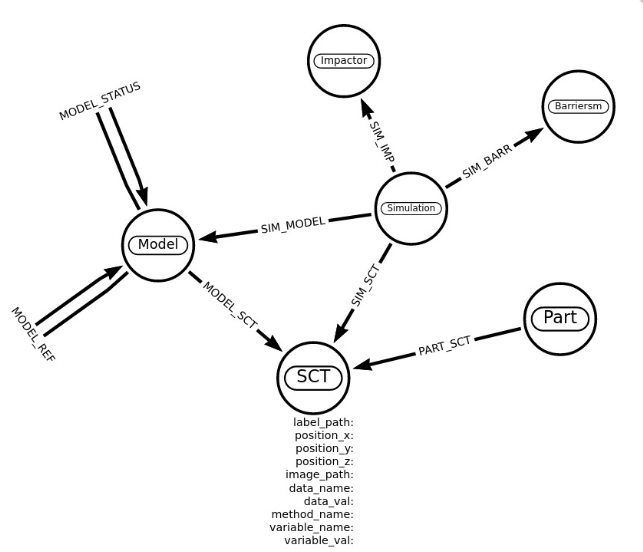 Impactor
MODEL_STATUS
Barriersm
SIM_IMP
SIM_BARR
Simulation
SIM_MODEL
Model
SIM_SCT
MODEL_SCT
MODEL_REF
Part
PART_SCT
SCT
label_path:
position_x:
position_y:
position_z:
image_path:
data_name:
data_val:
method_name:
variable_name:
variable_val: